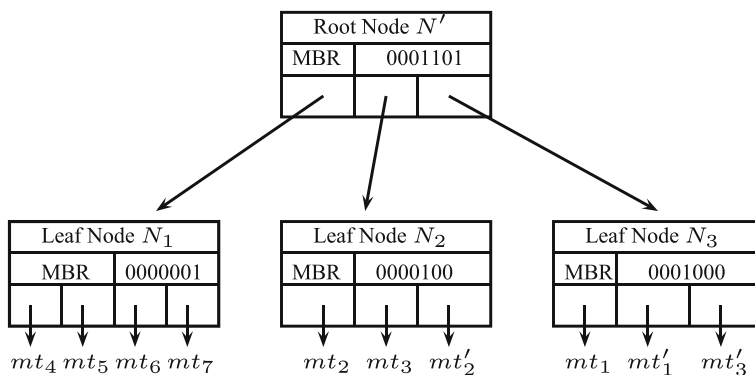 Root Node N′
MBR 0001101
Leaf Node N₁
MBR 0000001
mt₄ mt₅ mt₆ mt₇
Leaf Node N₂
MBR 0000100
mt₂ mt₃ mt′₂
Leaf Node N₃
MBR 0001000
mt₁ mt′₁ mt′₃